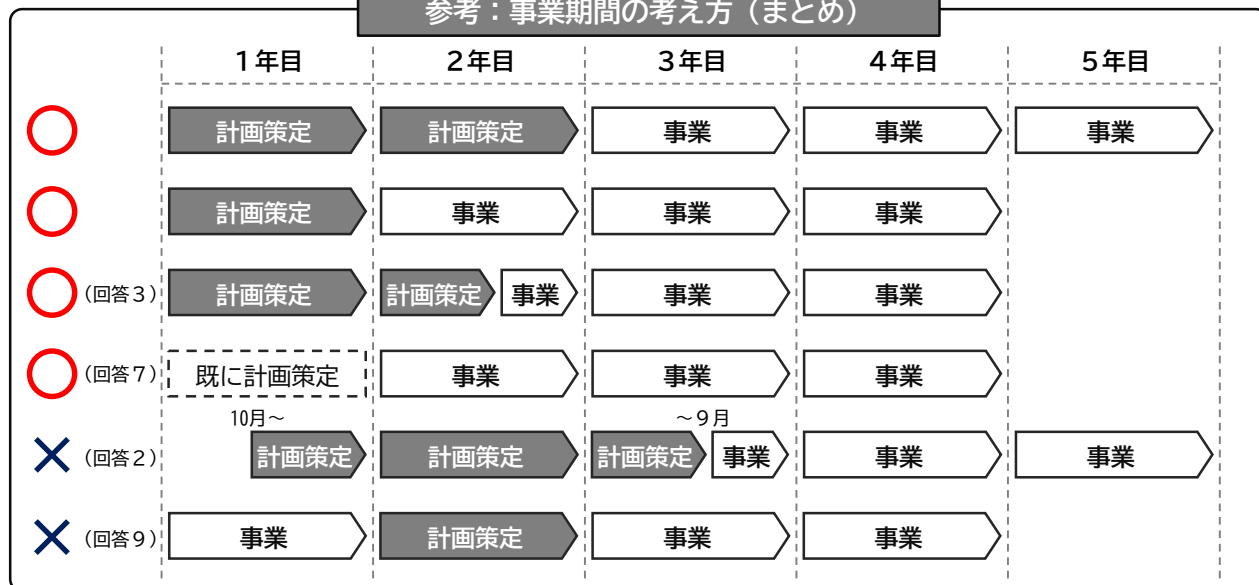 参考：事業期間の考え方（まとめ）
１年目 ２年目 ３年目 ４年目 ５年目
計画策定 計画策定 事業 事業 事業
計画策定 事業 事業 事業
（回答３） 計画策定 計画策定 事業 事業 事業
（回答７） 既に計画策定 事業 事業 事業
10月～ ～９月
（回答２） 計画策定 計画策定 計画策定 事業 事業 事業
（回答９） 事業 計画策定 事業 事業